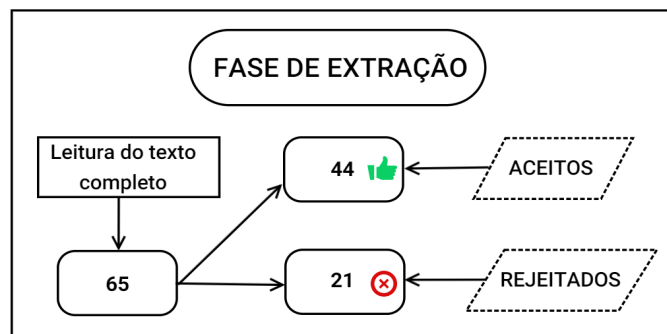 FASE DE EXTRAÇÃO
Leitura do texto
completo
44
ACEITOS
65
21
REJEITADOS